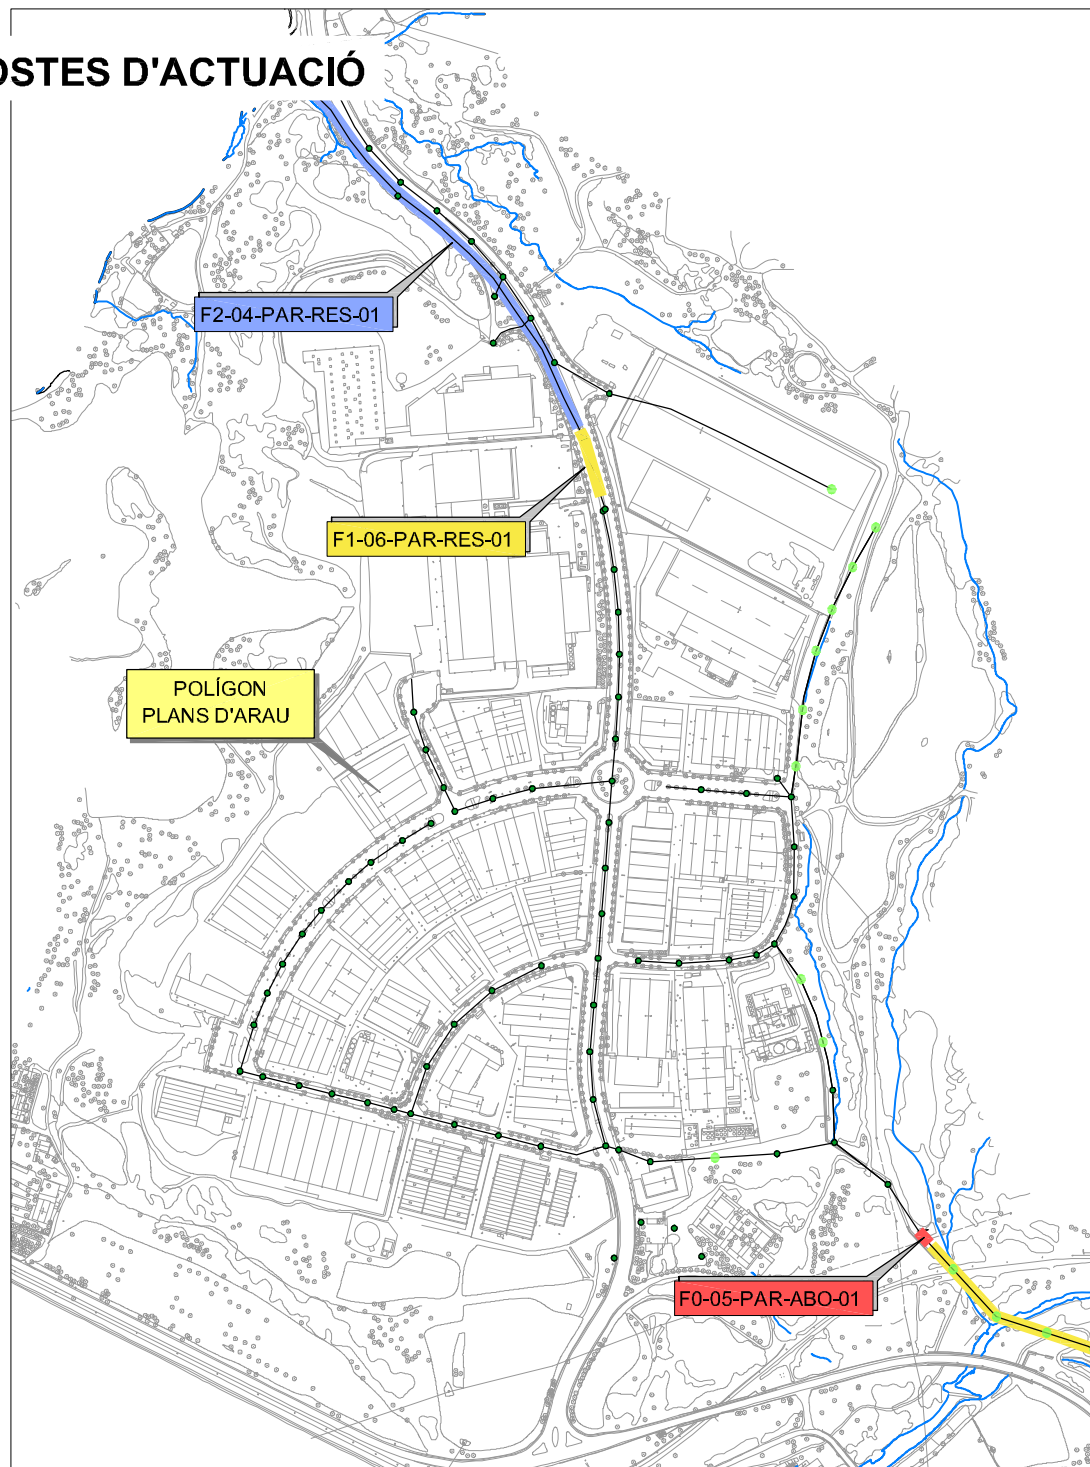 OSTES D'ACTUACIÓ
F2-04-PAR-RES-01
F1-06-PAR-RES-01
POLÍGON
PLANS D'ARAU
F0-05-PAR-ABO-01